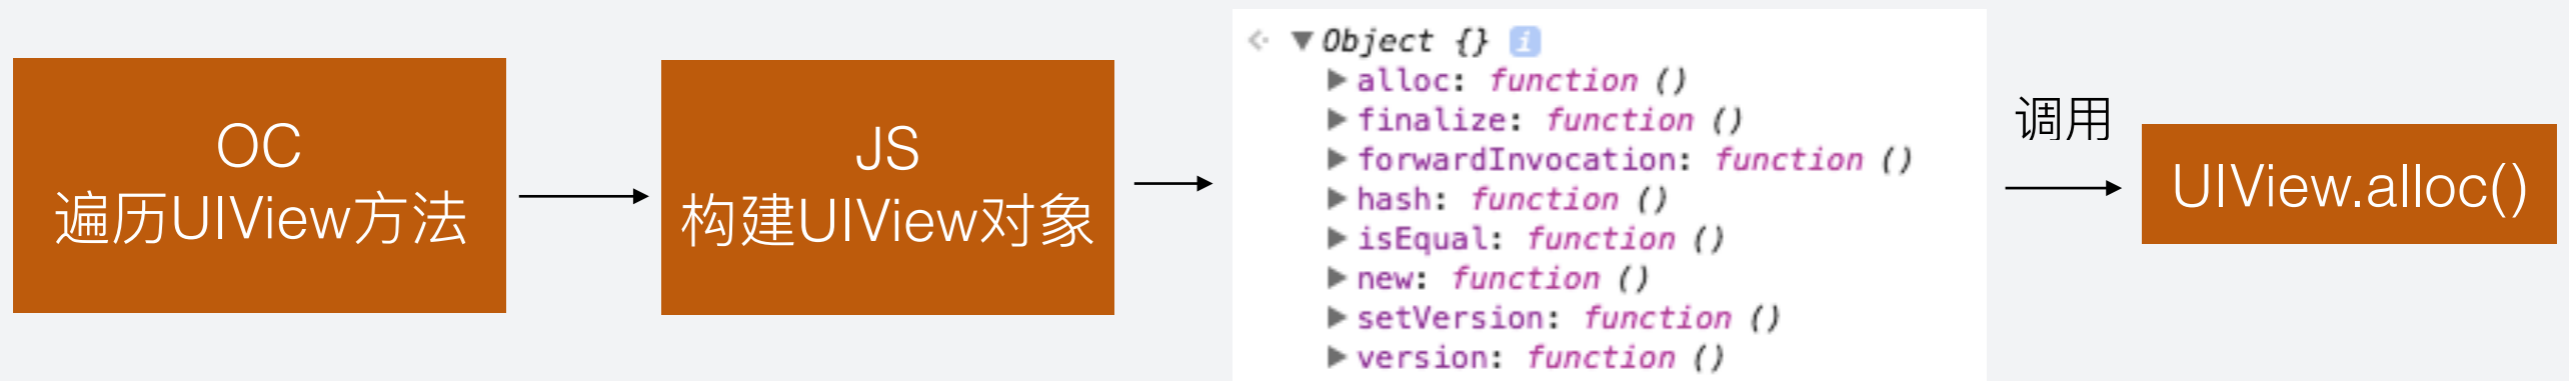 OC
遍历UIView方法
JS
构建UIView对象
Object {} i
alloc: function ()
finalize: function ()
forwardInvocation: function ()
hash: function ()
isEqual: function ()
new: function ()
setVersion: function ()
version: function ()
调用
UIView.alloc()